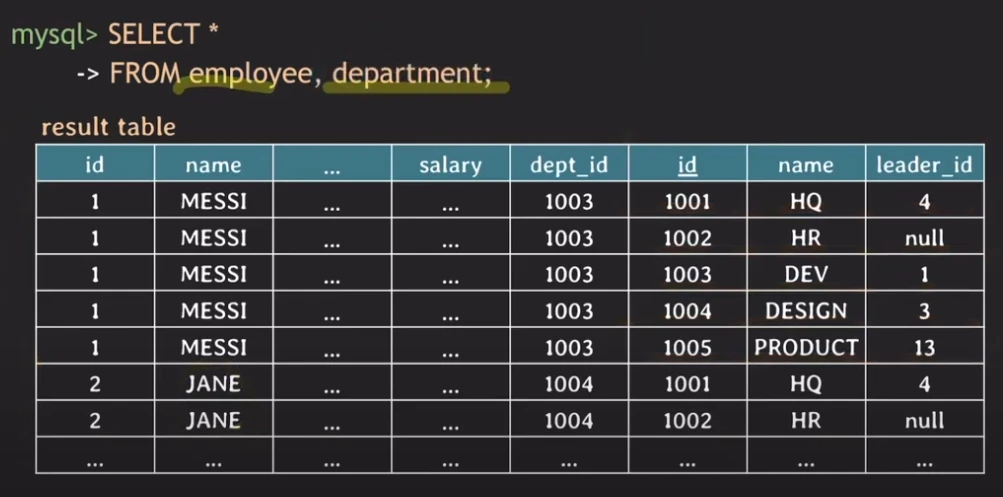 mysql> SELECT *
-> FROM employee, department;
result table
id name ... salary dept_id id name leader_id
1 MESSI ... ... 1003 1001 HQ 4
1 MESSI ... ... 1003 1002 HR null
1 MESSI ... ... 1003 1003 DEV 1
1 MESSI ... ... 1003 1004 DESIGN 3
1 MESSI ... ... 1003 1005 PRODUCT 13
2 JANE ... ... 1004 1001 HQ 4
2 JANE ... ... 1004 1002 HR null
... ... ... ... ... ... ... ...